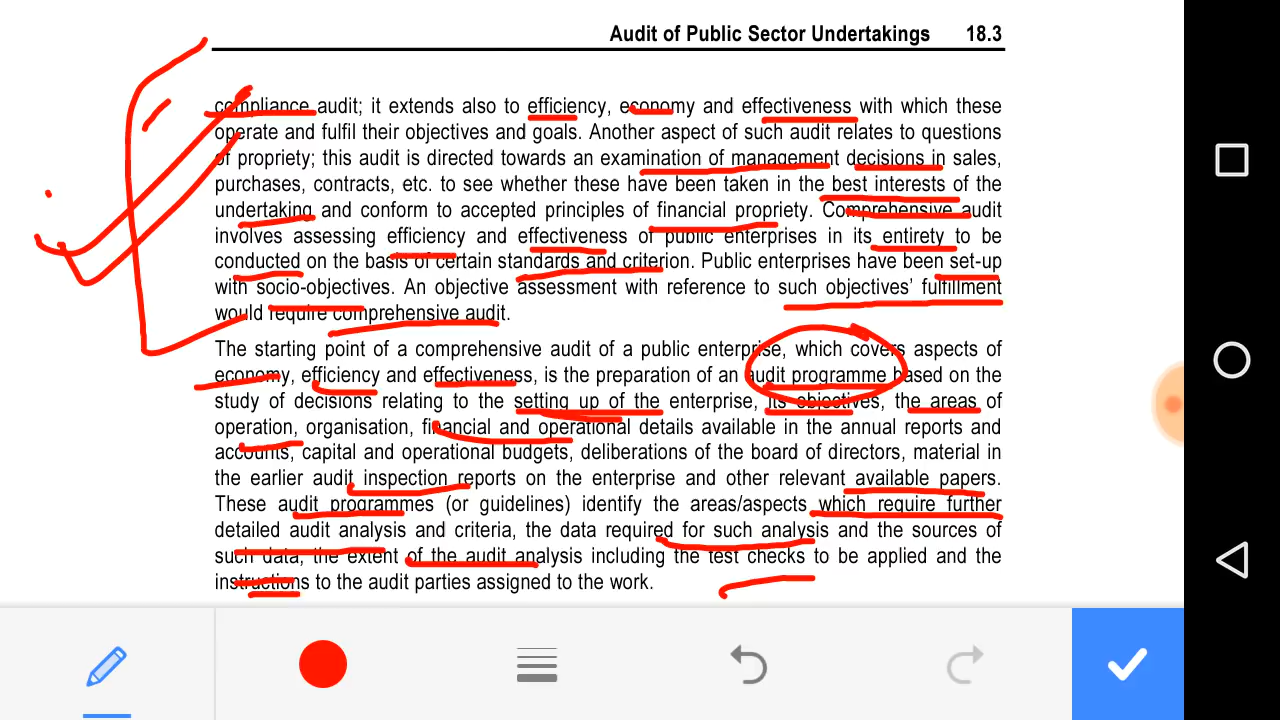 Audit of Public Sector Undertakings 18.3
compliance audit; it extends also to efficiency, economy and effectiveness with which these
operate and fulfil their objectives and goals. Another aspect of such audit relates to questions
of propriety; this audit is directed towards an examination of management decisions in sales,
purchases, contracts, etc. to see whether these have been taken in the best interests of the
undertaking and conform to accepted principles of financial propriety. Comprehensive audit
involves assessing efficiency and effectiveness of public enterprises in its entirety to be
conducted on the basis of certain standards and criterion. Public enterprises have been set-up
with socio-objectives. An objective assessment with reference to such objectives’ fulfillment
would require comprehensive audit.
The starting point of a comprehensive audit of a public enterprise, which covers aspects of
economy, efficiency and effectiveness, is the preparation of an audit programme based on the
study of decisions relating to the setting up of the enterprise, its objectives, the areas of
operation, organisation, financial and operational details available in the annual reports and
accounts, capital and operational budgets, deliberations of the board of directors, material in
the earlier audit inspection reports on the enterprise and other relevant available papers.
These audit programmes (or guidelines) identify the areas/aspects which require further
detailed audit analysis and criteria, the data required for such analysis and the sources of
such data, the extent of the audit analysis including the test checks to be applied and the
instructions to the audit parties assigned to the work.